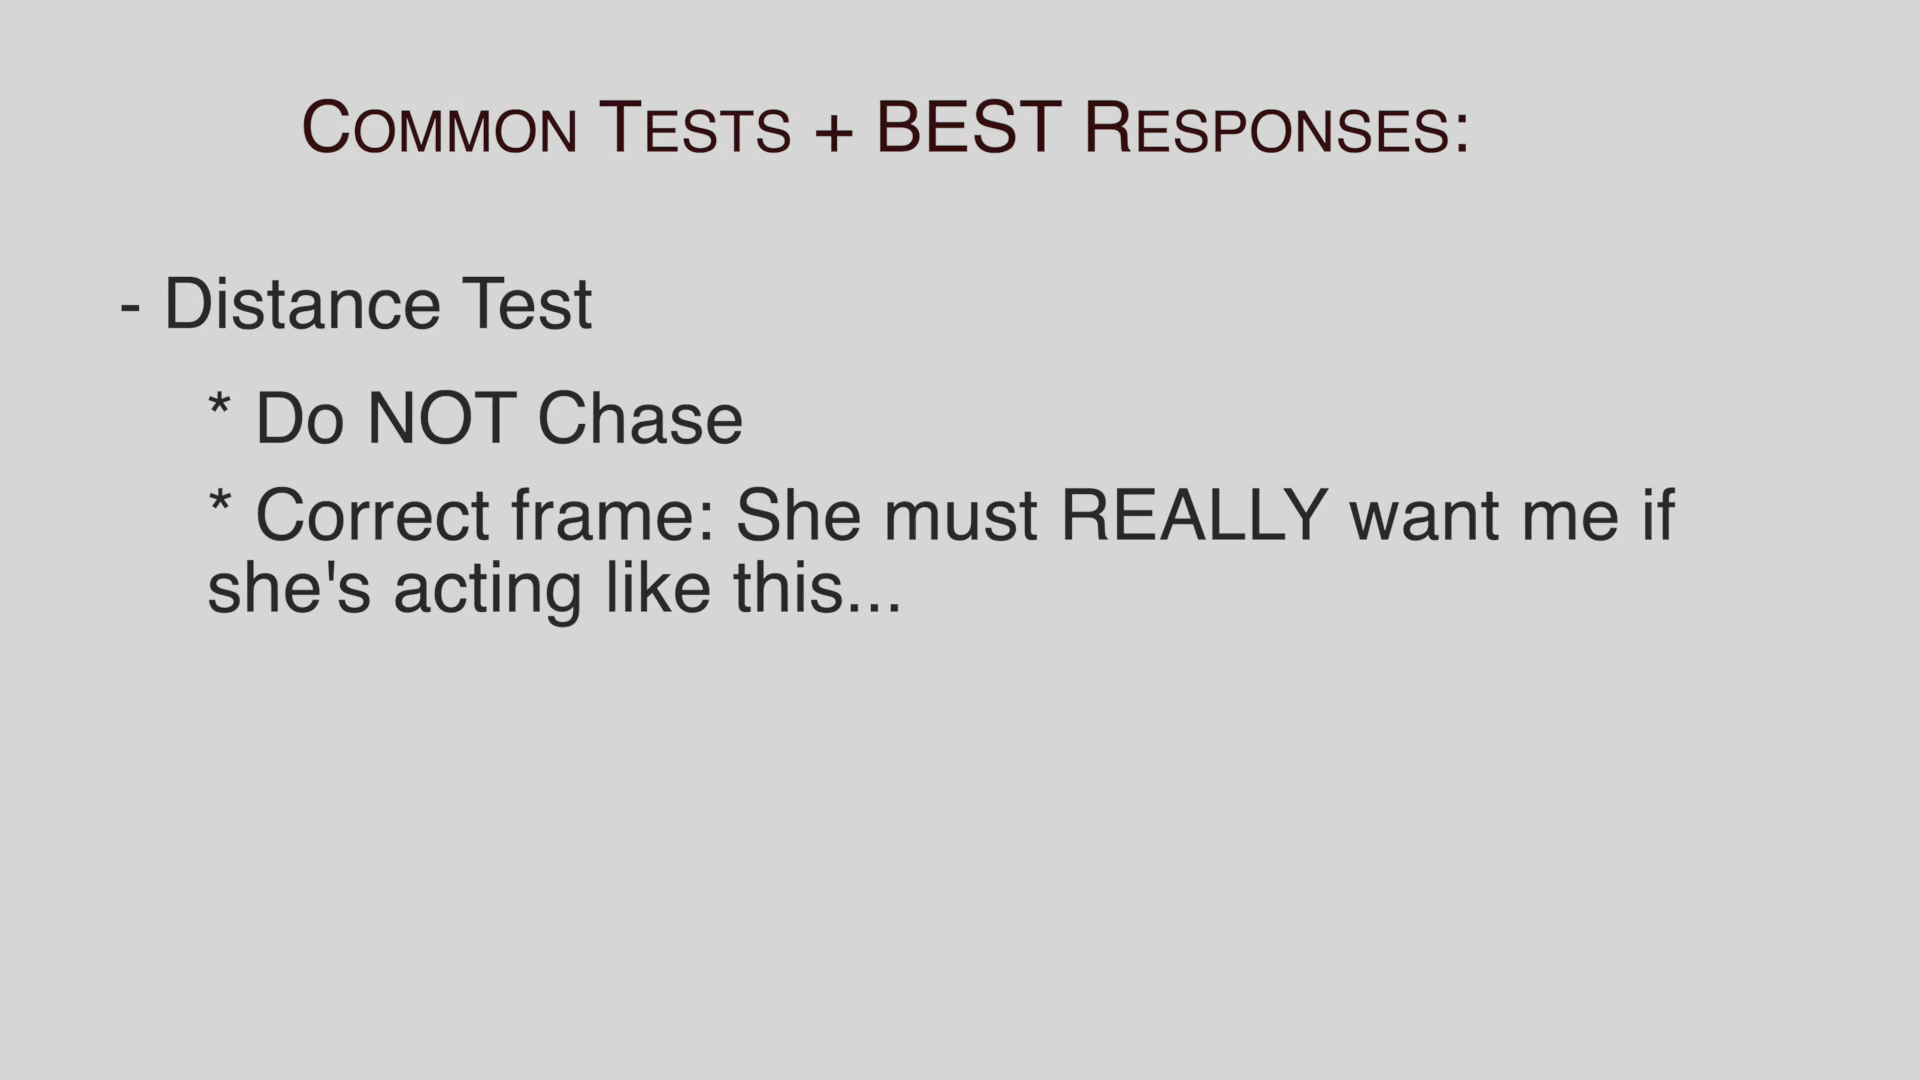 Common Tests + BEST Responses:
- Distance Test
* Do NOT Chase
* Correct frame: She must REALLY want me if
she's acting like this...